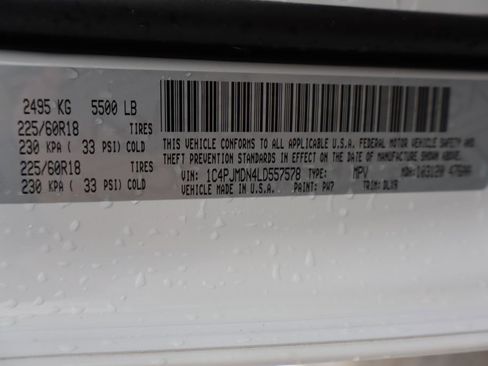 2495 KG 5500 LB
225/60R18 TIRES
230 KPA ( 33 PSI) COLD
225/60R18 TIRES
230 KPA ( 33 PSI) COLD
THIS VEHICLE CONFORMS TO ALL APPLICABLE U.S.A. FEDERAL MOTOR VEHICLE SAFETY AND
THEFT PREVENTION STANDARDS IN EFFECT ON THE DATE OF MANUFACTURE SHOWN ABOVE.
VIN: 1C4PJMDN4LD557578 TYPE: MPV MDH:
VEHICLE MADE IN U.S.A. PAINT: PW7 TRIM: DLX9